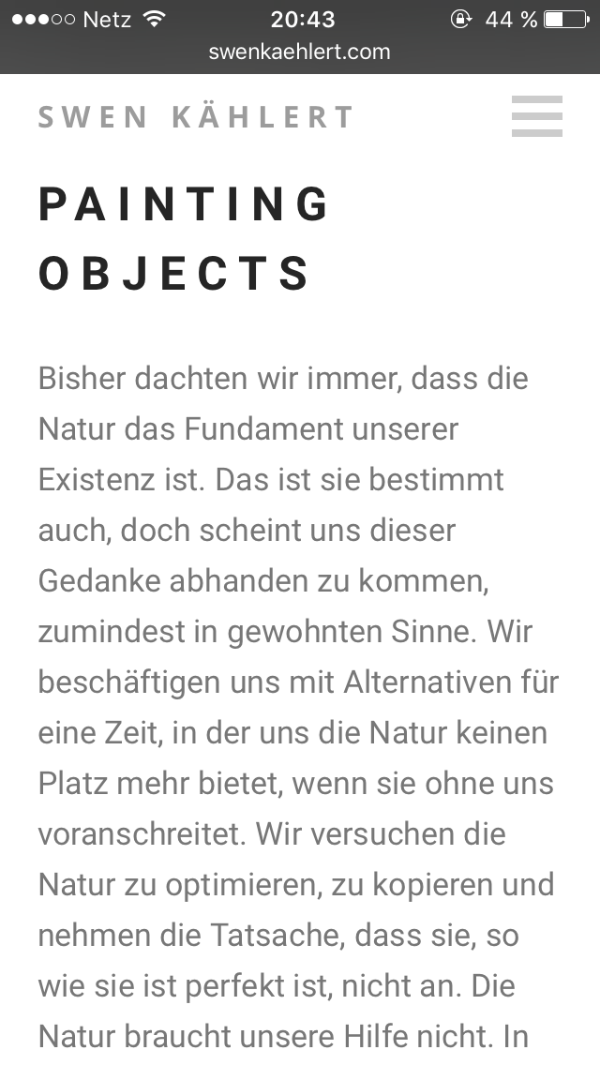 Netz 20:43 44 %
swenkaehlert.com
SWEN KÄHLERT
PAINTING
OBJECTS
Bisher dachten wir immer, dass die
Natur das Fundament unserer
Existenz ist. Das ist sie bestimmt
auch, doch scheint uns dieser
Gedanke abhanden zu kommen,
zumindest in gewohnten Sinne. Wir
beschäftigen uns mit Alternativen für
eine Zeit, in der uns die Natur keinen
Platz mehr bietet, wenn sie ohne uns
voranschreitet. Wir versuchen die
Natur zu optimieren, zu kopieren und
nehmen die Tatsache, dass sie, so
wie sie ist perfekt ist, nicht an. Die
Natur braucht unsere Hilfe nicht. In